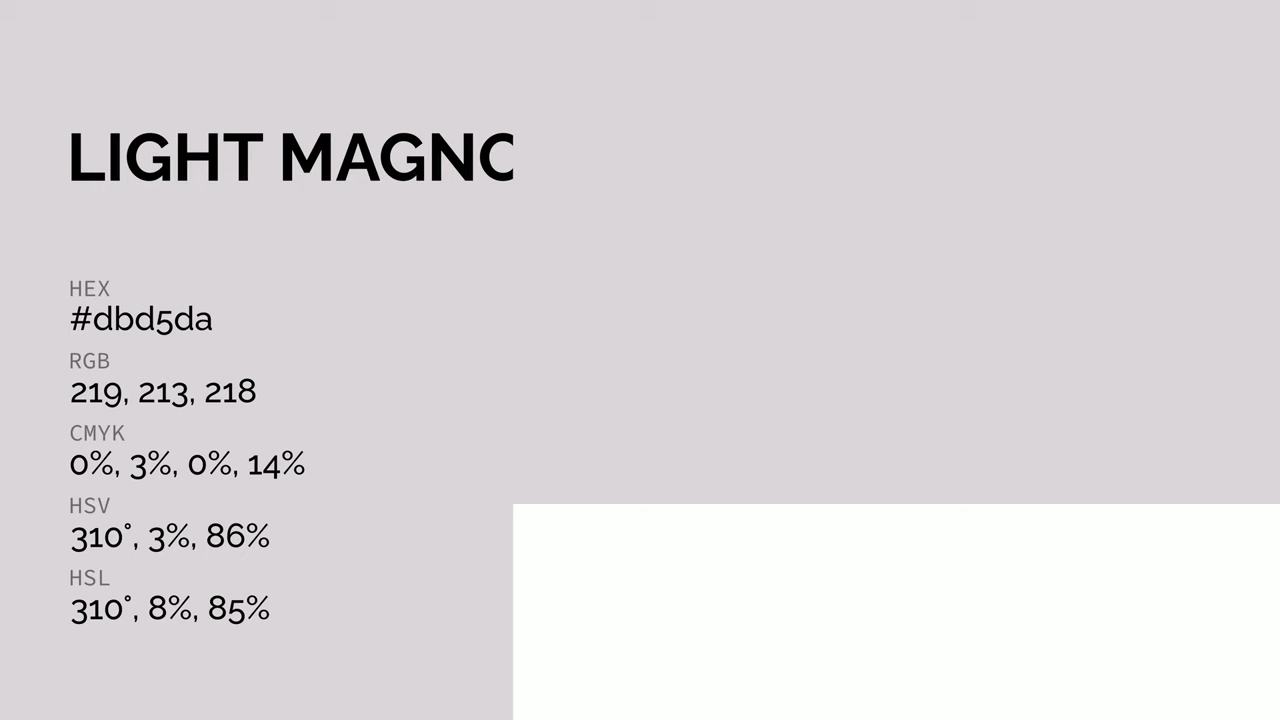 LIGHT MAGNO
HEX
#dbd5da
RGB
219, 213, 218
CMYK
0%, 3%, 0%, 14%
HSV
310°, 3%, 86%
HSL
310°, 8%, 85%